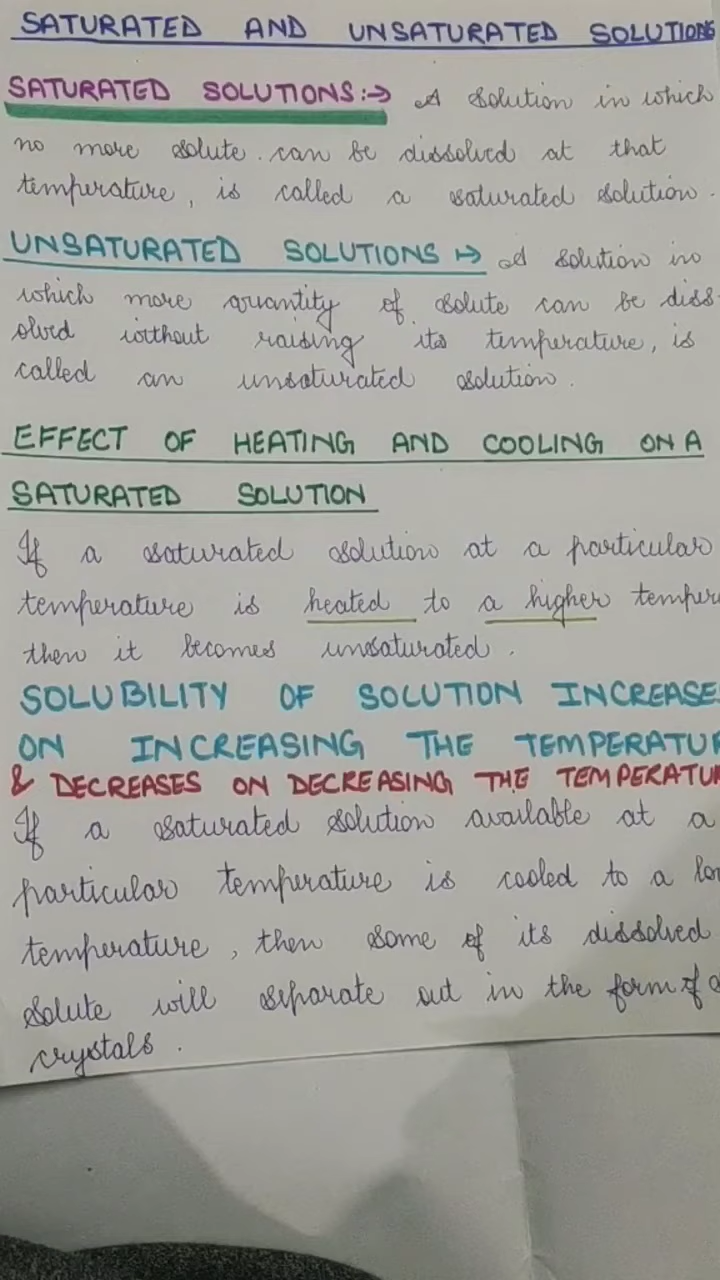 SATURATED AND UNSATURATED SOLUTIONS
SATURATED SOLUTIONS:→ A solution in which
no more solute can be dissolved at that
temperature, is called a saturated solution.
UNSATURATED SOLUTIONS → A solution in
which more quantity of solute can be diss
olved without raising its temperature, is
called an unsaturated solution.
EFFECT OF HEATING AND COOLING ON A
SATURATED SOLUTION
If a saturated solution at a particular
temperature is heated to a higher temper
then it becomes unsaturated.
SOLUBILITY OF SOLUTION INCREASE
ON INCREASING THE TEMPERATUR
& DECREASES ON DECREASING THE TEMPERATUR
If a saturated solution available at a
particular temperature is cooled to a
temperature, then some of its dissolved
solute will separate out in the form of
crystals.